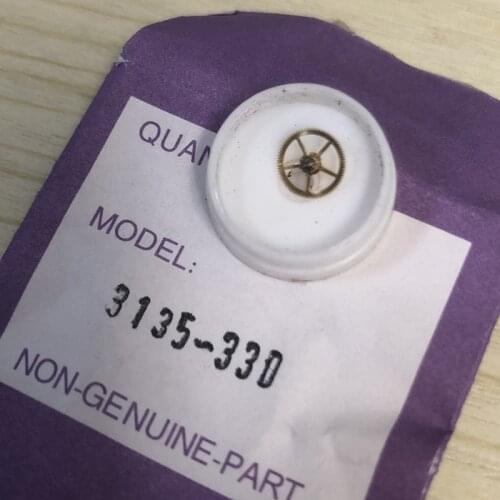 QUAN
MODEL:
3135-330
NON-GENUINE-PART